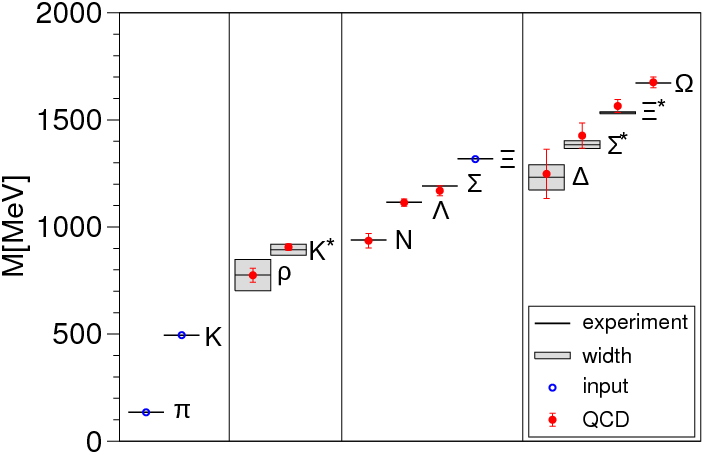 2000
1500
1000
500
0
M[MeV]
π
K
ρ
K*
N
Λ
Σ
Ξ
Δ
Σ*
Ξ*
Ω
experiment
width
input
QCD